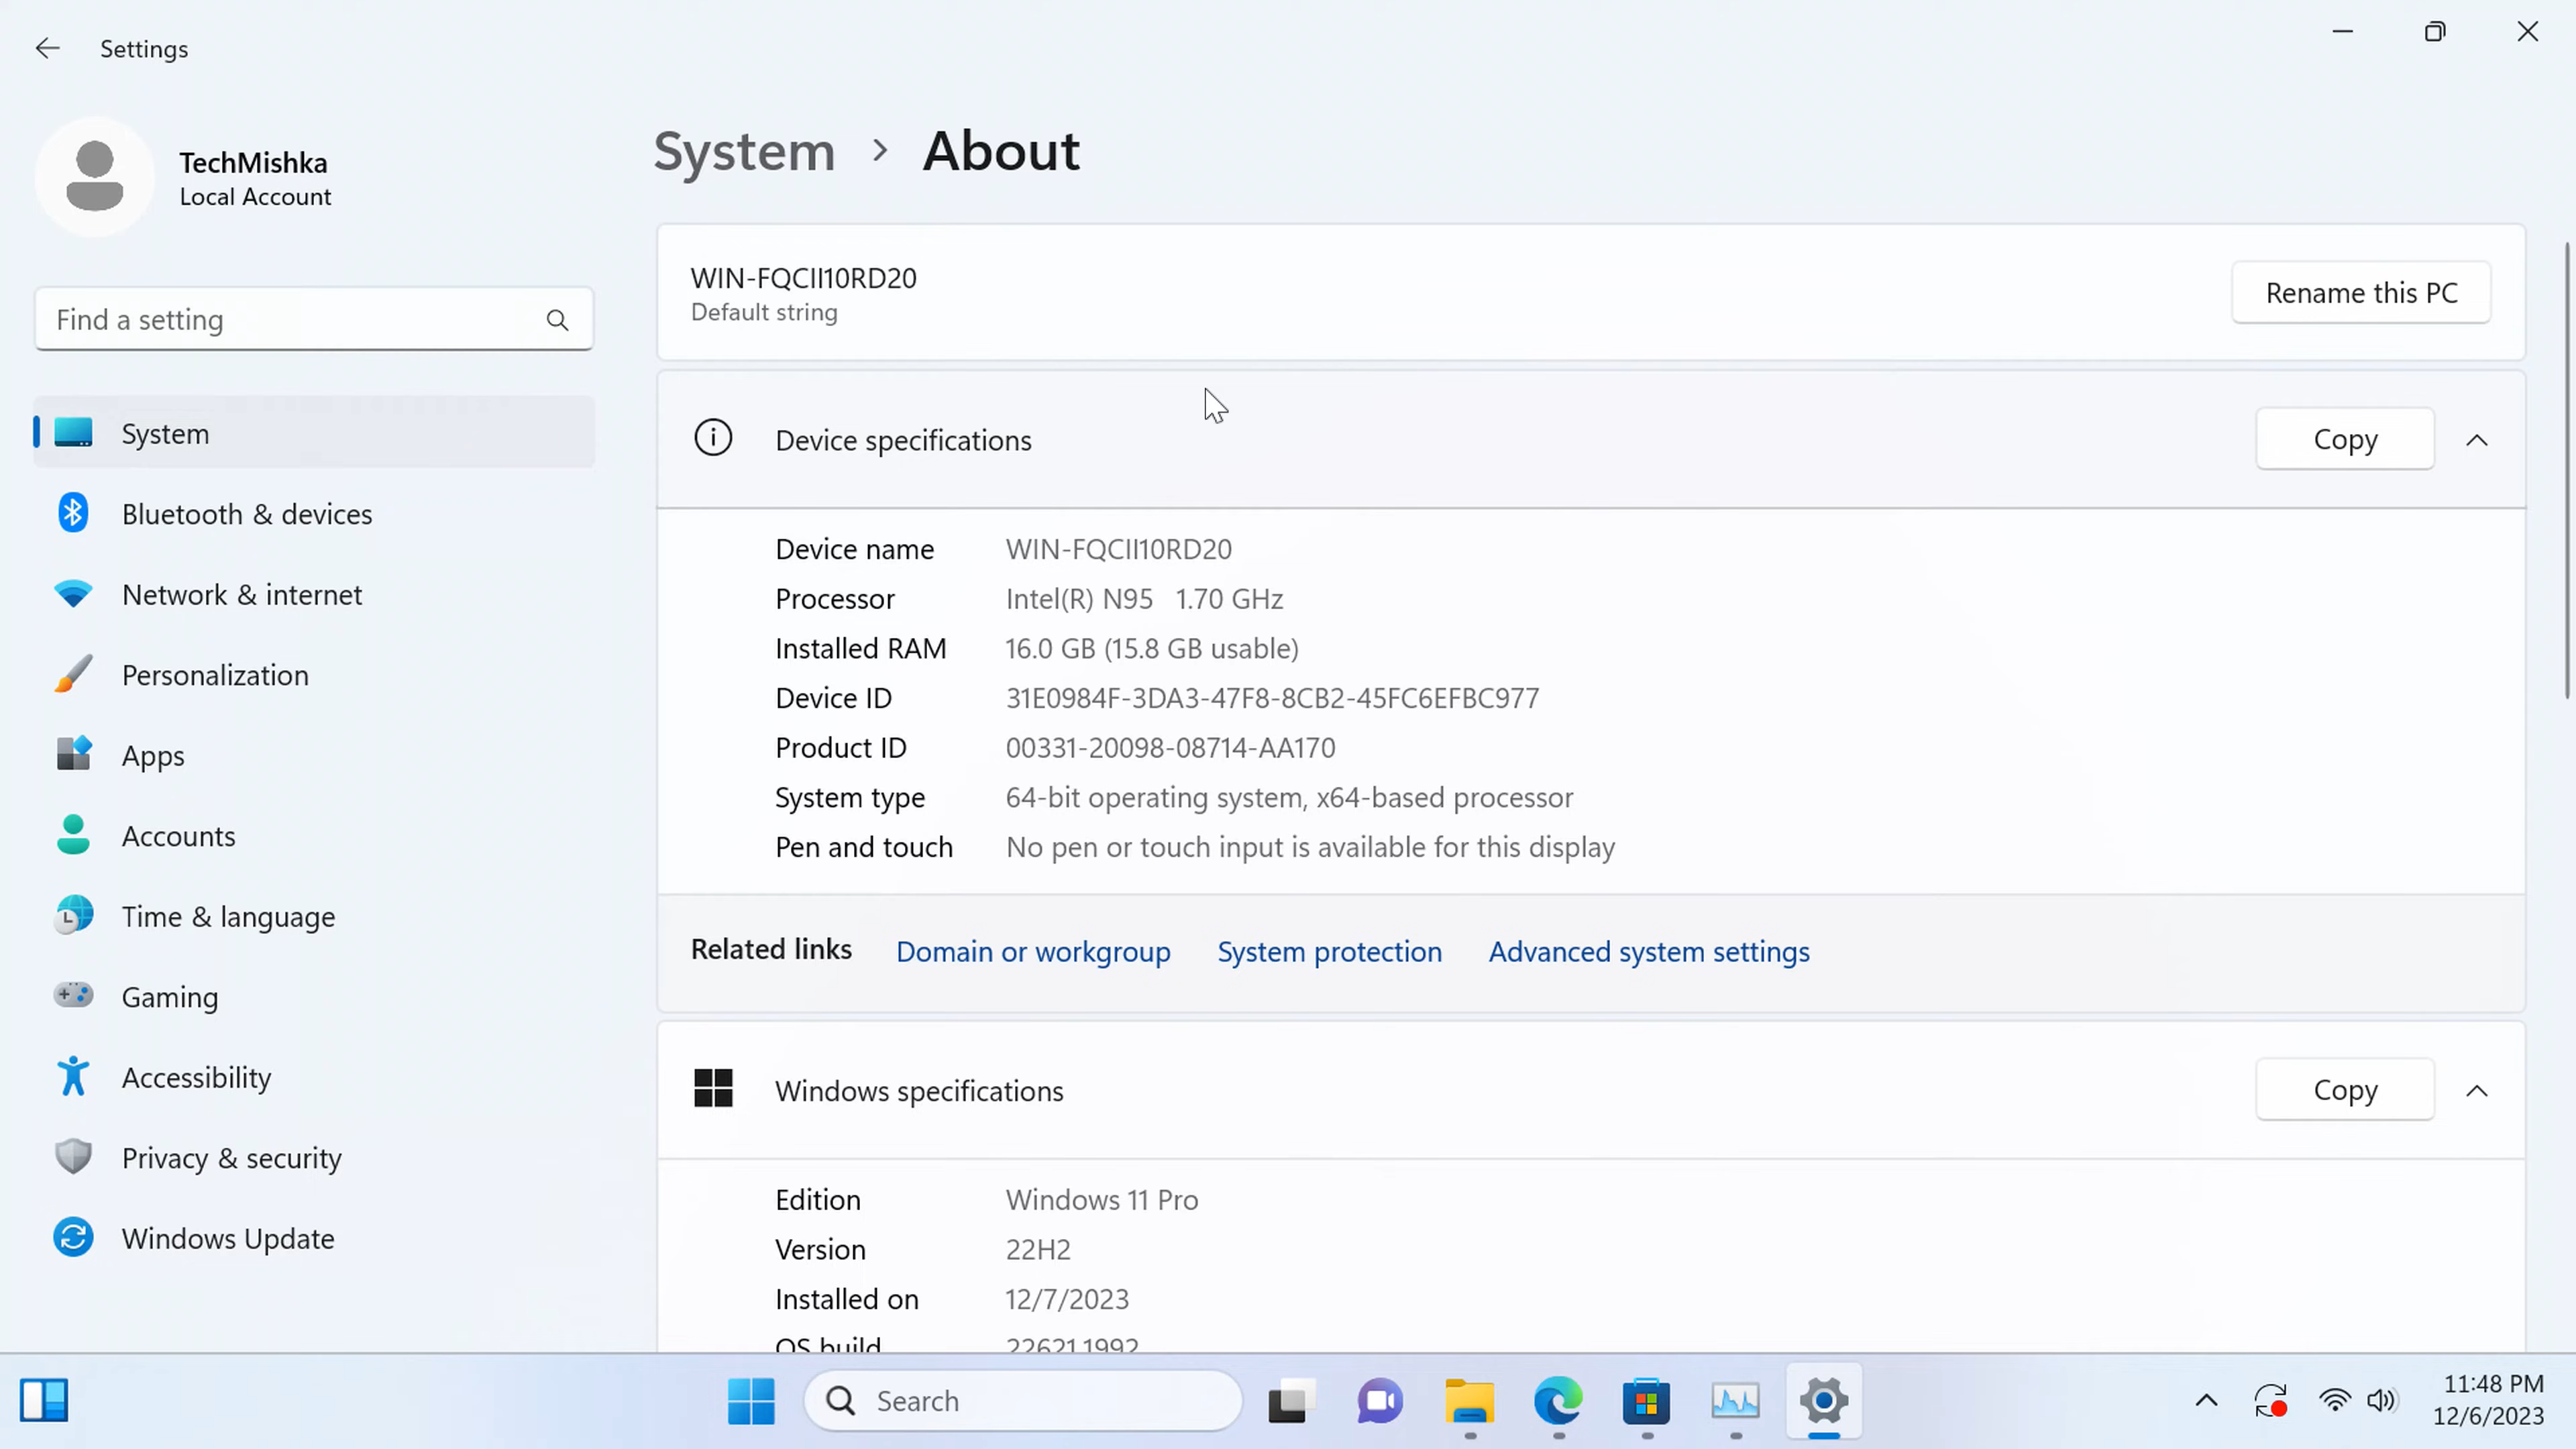 Settings
TechMishka
Local Account
Find a setting
System
Bluetooth & devices
Network & internet
Personalization
Apps
Accounts
Time & language
Gaming
Accessibility
Privacy & security
Windows Update
System > About
WIN-FQCII10RD20
Default string
Rename this PC
Device specifications
Copy
Device name WIN-FQCII10RD20
Processor Intel(R) N95 1.70 GHz
Installed RAM 16.0 GB (15.8 GB usable)
Device ID 31E0984F-3DA3-47F8-8CB2-45FC6EFBC977
Product ID 00331-20098-08714-AA170
System type 64-bit operating system, x64-based processor
Pen and touch No pen or touch input is available for this display
Related links Domain or workgroup System protection Advanced system settings
Windows specifications
Copy
Edition Windows 11 Pro
Version 22H2
Installed on 12/7/2023
OS build 22621.1992
Search
11:48 PM
12/6/2023